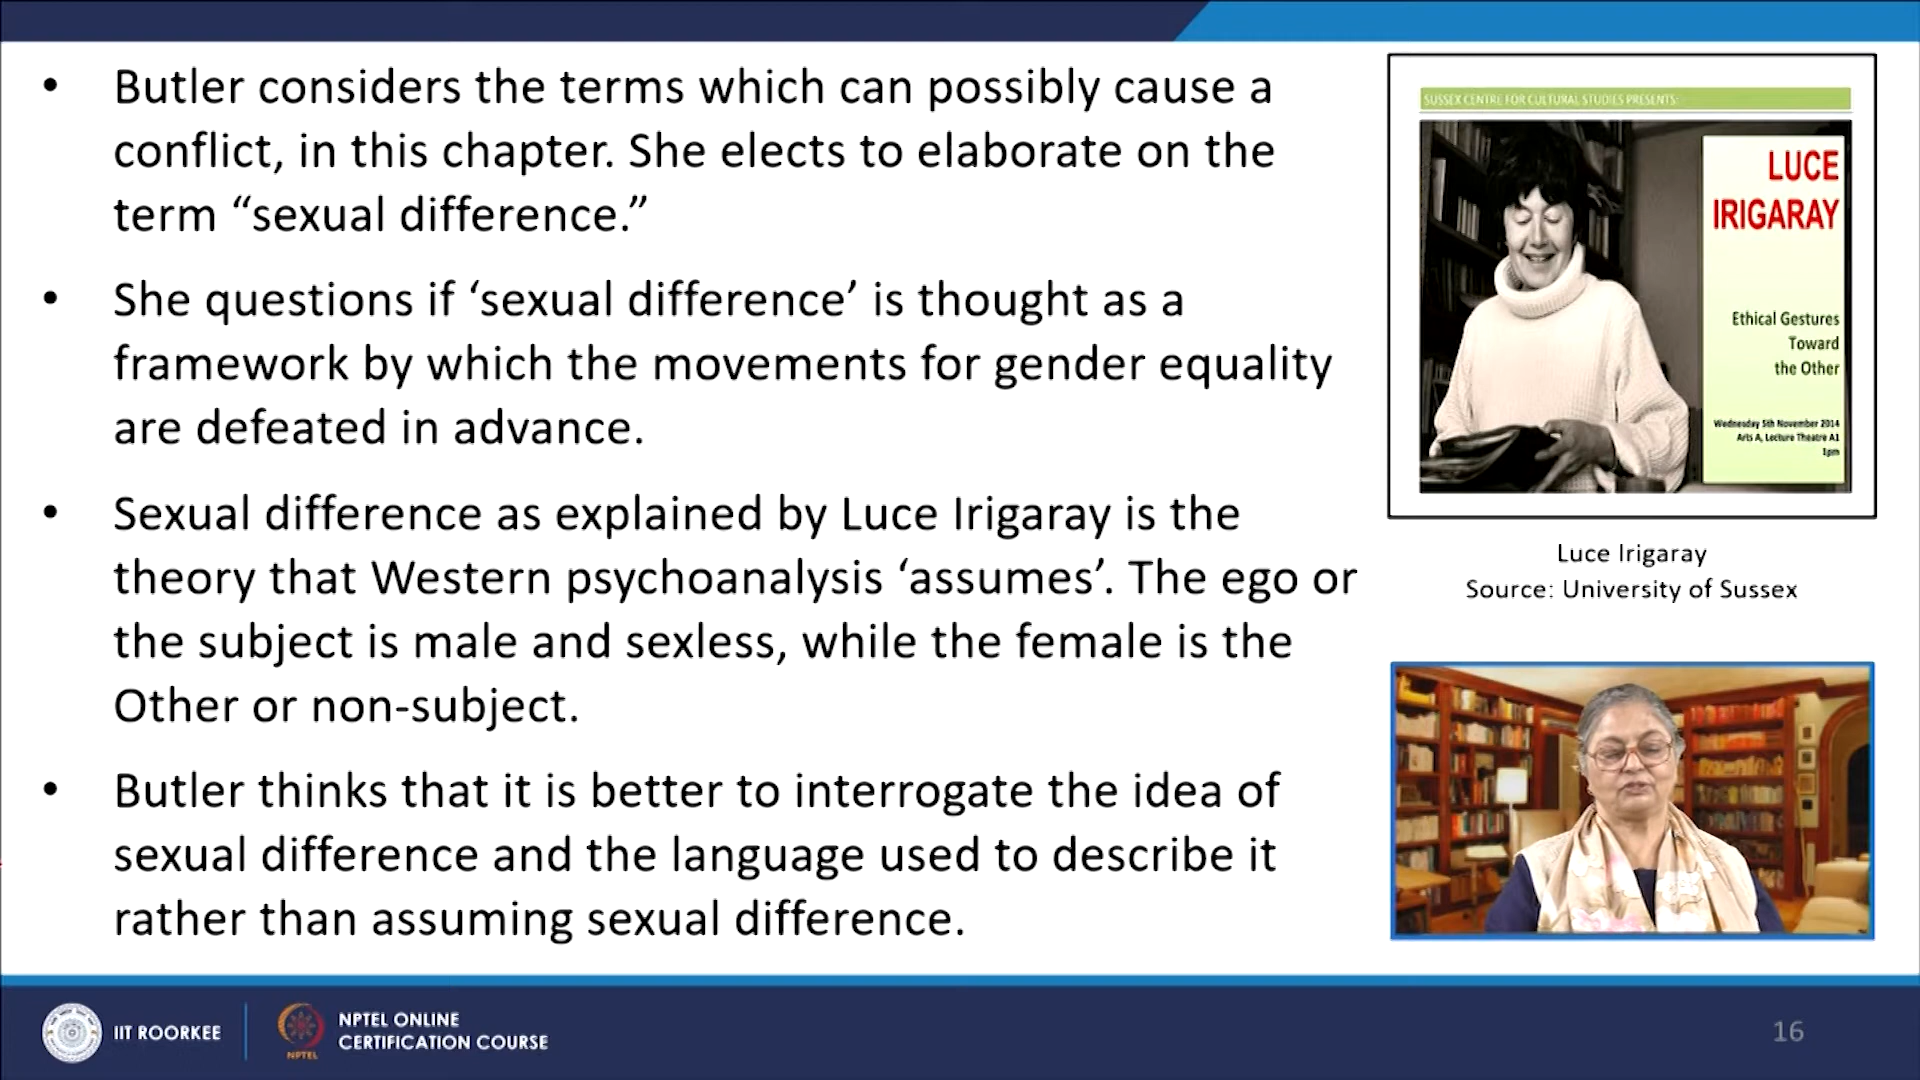 • Butler considers the terms which can possibly cause a
conflict, in this chapter. She elects to elaborate on the
term “sexual difference.”
• She questions if ‘sexual difference’ is thought as a
framework by which the movements for gender equality
are defeated in advance.
• Sexual difference as explained by Luce Irigaray is the
theory that Western psychoanalysis ‘assumes’. The ego or
the subject is male and sexless, while the female is the
Other or non-subject.
• Butler thinks that it is better to interrogate the idea of
sexual difference and the language used to describe it
rather than assuming sexual difference.
SUSSEX CENTRE FOR CULTURAL STUDIES PRESENTS:
LUCE
IRIGARAY
Ethical Gestures
Toward
the Other
Wednesday 5th November 2014
Arts A, Lecture Theatre A1
1pm
Luce Irigaray
Source: University of Sussex
IIT ROORKEE
NPTEL
NPTEL ONLINE
CERTIFICATION COURSE
16